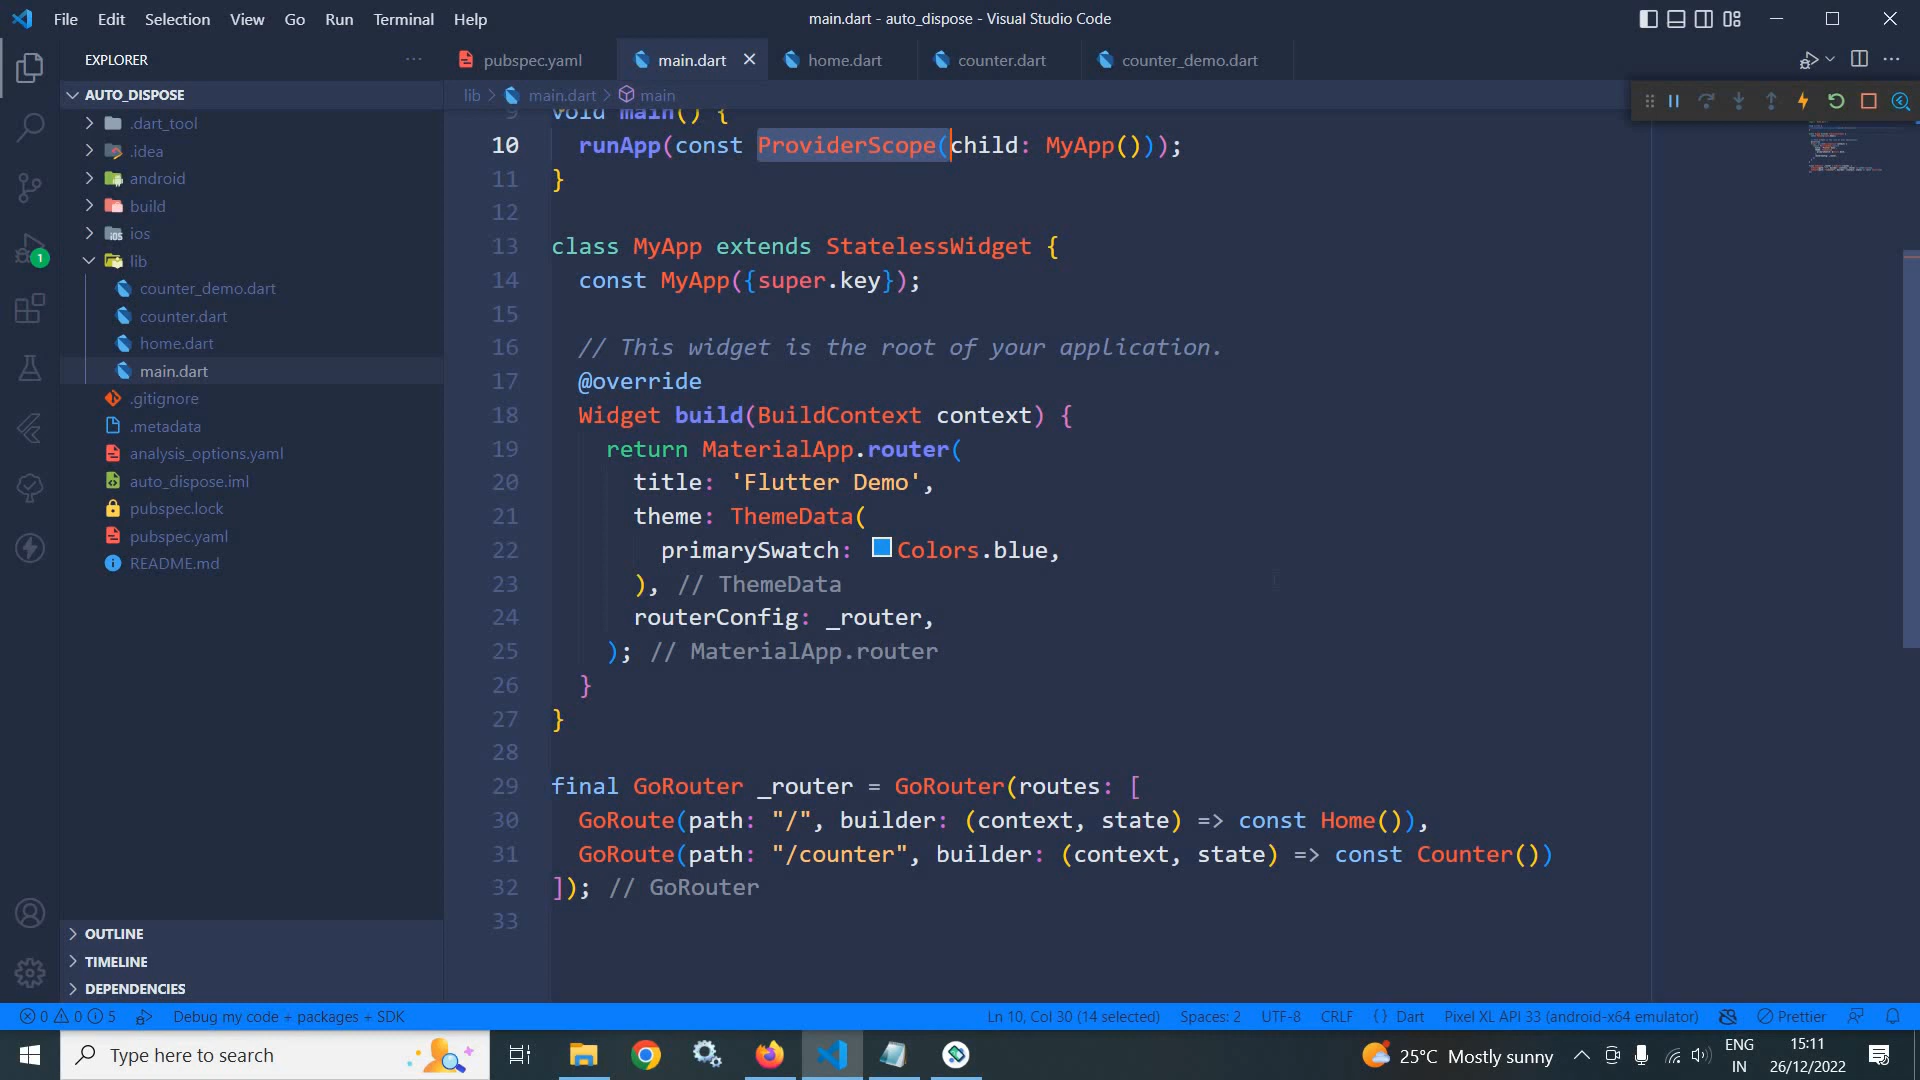 File Edit Selection View Go Run Terminal Help
main.dart - auto_dispose - Visual Studio Code
EXPLORER
pubspec.yaml
main.dart
home.dart
counter.dart
counter_demo.dart
AUTO_DISPOSE
lib > main.dart > main
.dart_tool
.idea
android
build
ios
lib
counter_demo.dart
counter.dart
home.dart
main.dart
.gitignore
.metadata
analysis_options.yaml
auto_dispose.iml
pubspec.lock
pubspec.yaml
README.md
OUTLINE
TIMELINE
DEPENDENCIES
1
9 void main() {
10 runApp(const ProviderScope(child: MyApp()));
11 }
12
13 class MyApp extends StatelessWidget {
14 const MyApp({super.key});
15
16 // This widget is the root of your application.
17 @override
18 Widget build(BuildContext context) {
19 return MaterialApp.router(
20 title: 'Flutter Demo',
21 theme: ThemeData(
22 primarySwatch: Colors.blue,
23 ), // ThemeData
24 routerConfig: _router,
25 ); // MaterialApp.router
26 }
27 }
28
29 final GoRouter _router = GoRouter(routes: [
30 GoRoute(path: "/", builder: (context, state) => const Home()),
31 GoRoute(path: "/counter", builder: (context, state) => const Counter())
32 ]); // GoRouter
33
0 0 5 Debug my code + packages + SDK
Ln 10, Col 30 (14 selected) Spaces: 2 UTF-8 CRLF {} Dart Pixel XL API 33 (android-x64 emulator) Prettier
Type here to search
25°C Mostly sunny
ENG
IN
15:11
26/12/2022